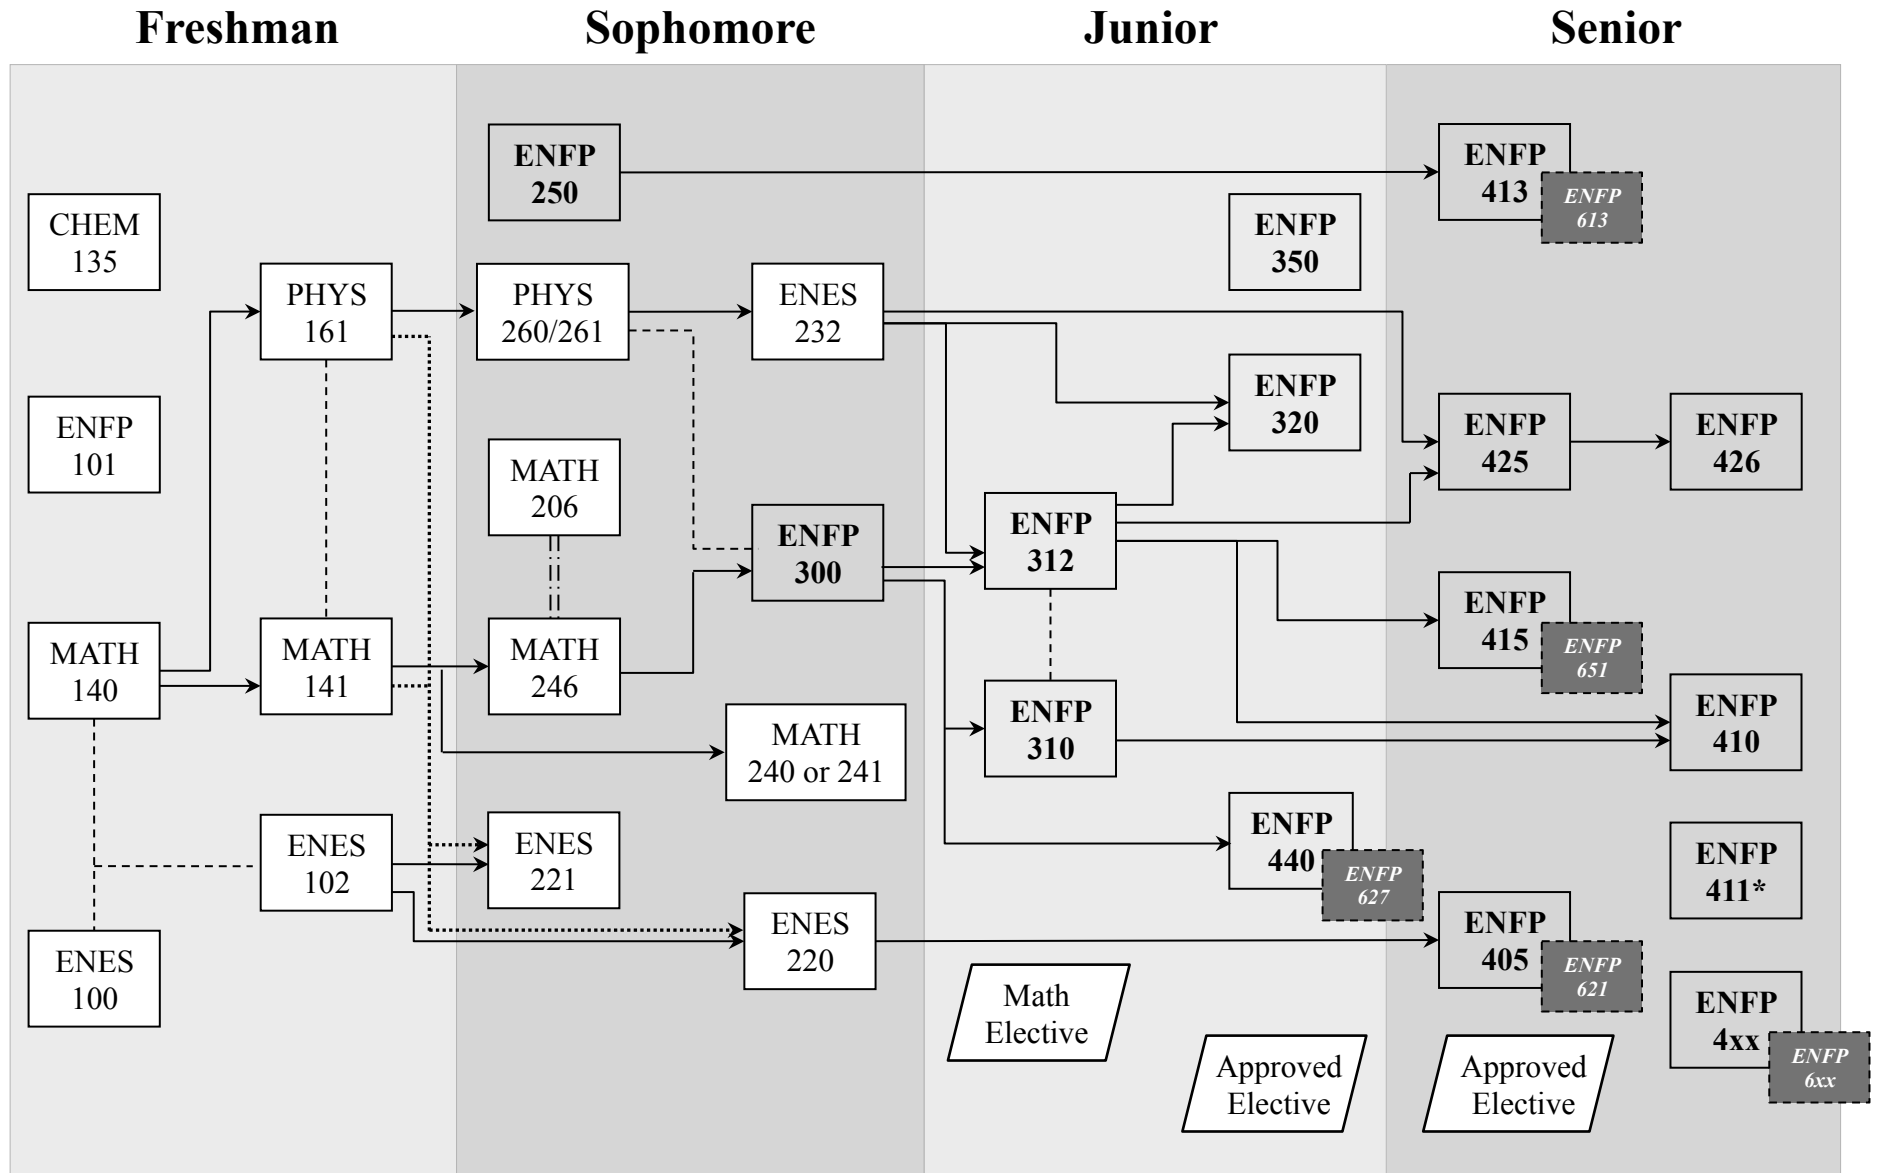 Freshman
Sophomore
Junior
Senior
CHEM
135
ENFP
101
MATH
140
ENES
100
PHYS
161
MATH
141
ENES
102
ENFP
250
PHYS
260/261
MATH
206
MATH
246
ENES
221
ENES
232
ENFP
300
MATH
240 or 241
ENES
220
ENFP
312
ENFP
310
Math
Elective
ENFP
350
ENFP
320
ENFP
440
ENFP
627
Approved
Elective
ENFP
413
ENFP
613
ENFP
425
ENFP
415
ENFP
651
ENFP
405
ENFP
621
Approved
Elective
ENFP
426
ENFP
410
ENFP
411*
ENFP
4xx
ENFP
6xx